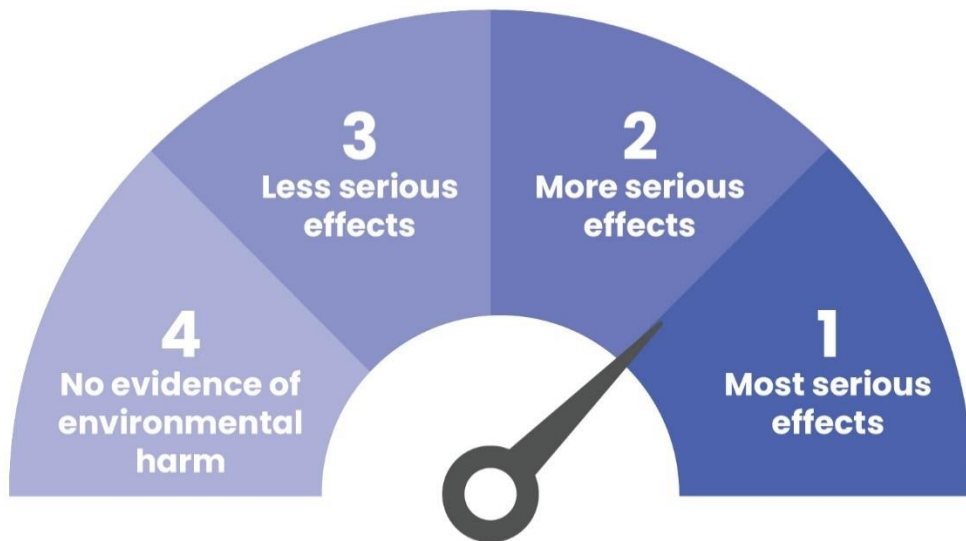 3
Less serious
effects
2
More serious
effects
4
No evidence of
environmental
harm
1
Most serious
effects